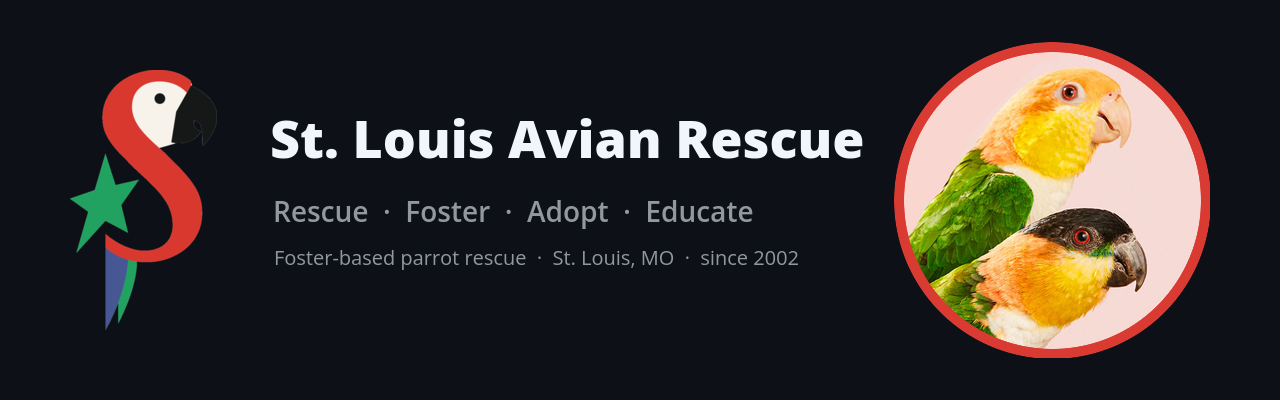 St. Louis Avian Rescue
Rescue · Foster · Adopt · Educate
Foster-based parrot rescue · St. Louis, MO · since 2002